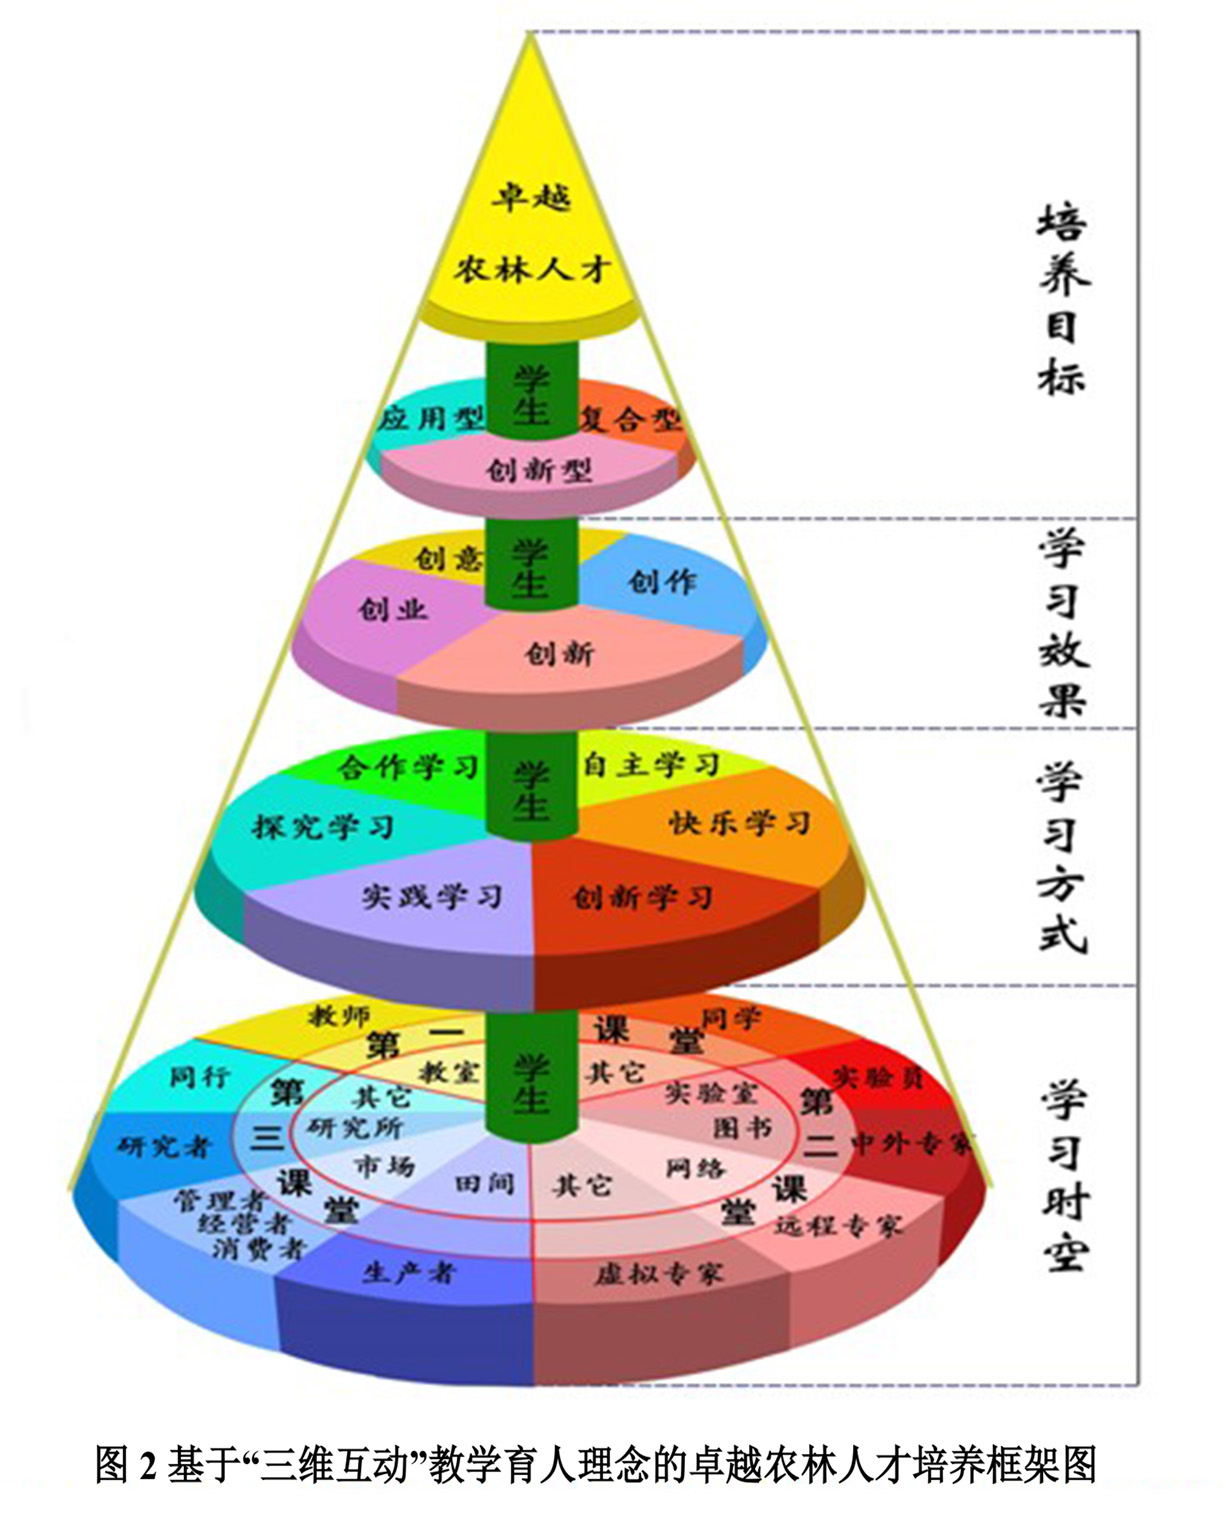 卓越
农林人才
培养目标
学生
应用型
复合型
创新型
学习效果
学生
创意
创作
创业
创新
学习方式
学生
合作学习
自主学习
探究学习
快乐学习
实践学习
创新学习
学习时空
学生
教师
同学
第一课堂
教室
其它
同行
实验员
第三课堂
其它
实验室
第二课堂
研究者
研究所
图书
中外专家
市场
网络
田间
其它
管理者
经营者
消费者
远程专家
生产者
虚拟专家
图 2 基于“三维互动”教学育人理念的卓越农林人才培养框架图